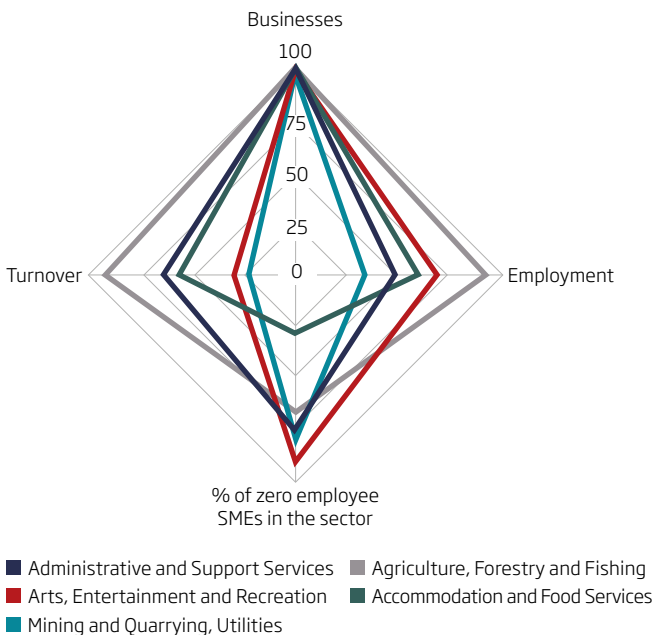 Businesses
100
75
50
25
0
Turnover
Employment
% of zero employee
SMEs in the sector
Administrative and Support Services
Agriculture, Forestry and Fishing
Arts, Entertainment and Recreation
Accommodation and Food Services
Mining and Quarrying, Utilities